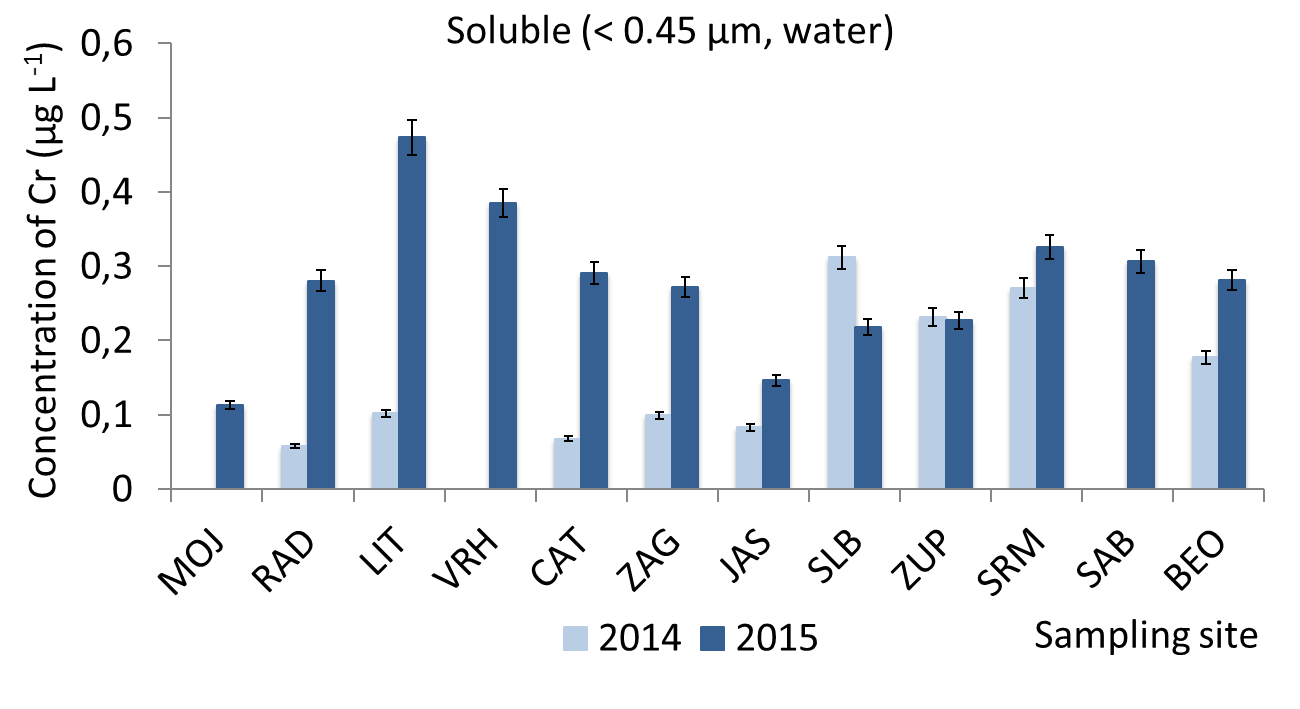 Soluble (< 0.45 µm, water)
Concentration of Cr (µg L⁻¹)
0,6
0,5
0,4
0,3
0,2
0,1
0
MOJ
RAD
LIT
VRH
CAT
ZAG
JAS
SLB
ZUP
SRM
SAB
BEO
2014
2015
Sampling site